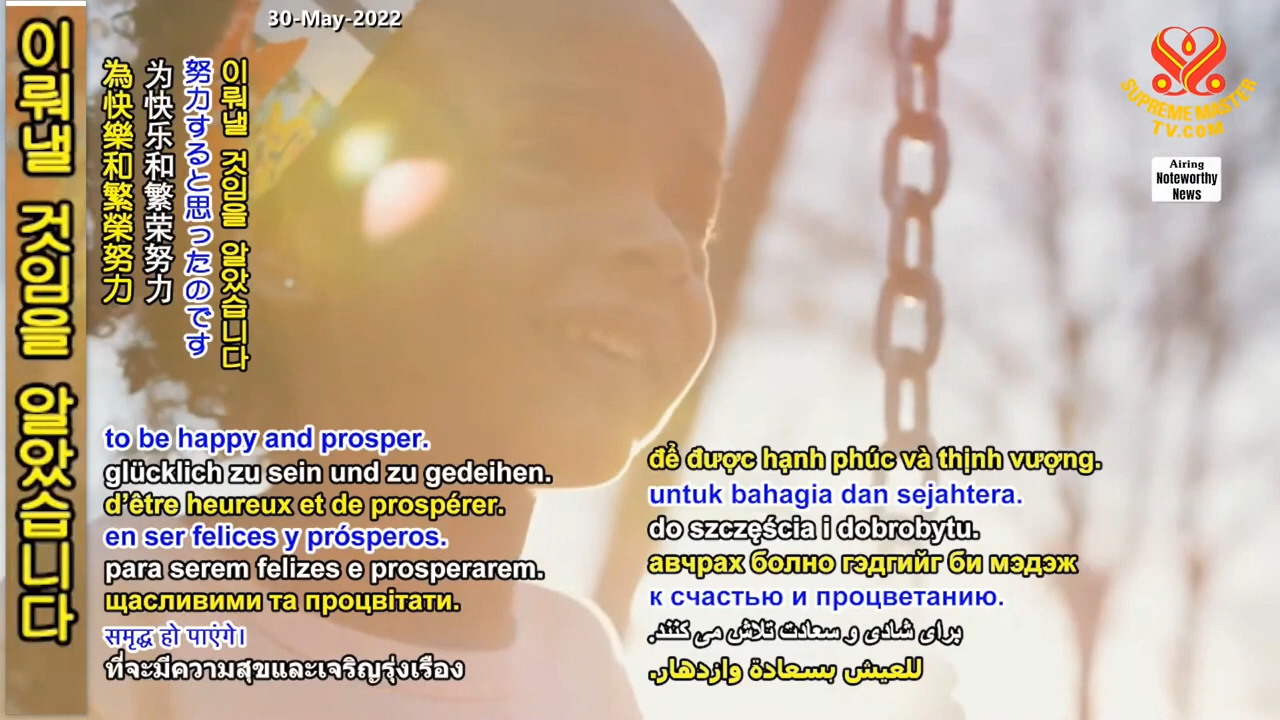 30-May-2022
이뤄낼 것임을 알았습니다
為快樂和繁榮努力
为快乐和繁荣努力
努力すると思ったのです
이뤄낼 것임을 알았습니다
SUPREME MASTER
TV.COM
Airing
Noteworthy
News
to be happy and prosper.
glücklich zu sein und zu gedeihen.
d’être heureux et de prospérer.
en ser felices y prósperos.
para serem felizes e prosperarem.
щасливими та процвітати.
समृद्ध हो पाएंगे।
ที่จะมีความสุขและเจริญรุ่งเรือง
để được hạnh phúc và thịnh vượng.
untuk bahagia dan sejahtera.
do szczęścia i dobrobytu.
авчрах болно гэдгийг би мэдэж
к счастью и процветанию.
برای شادی و سعادت تلاش می کنند.
للعيش بسعادة وازدهار.